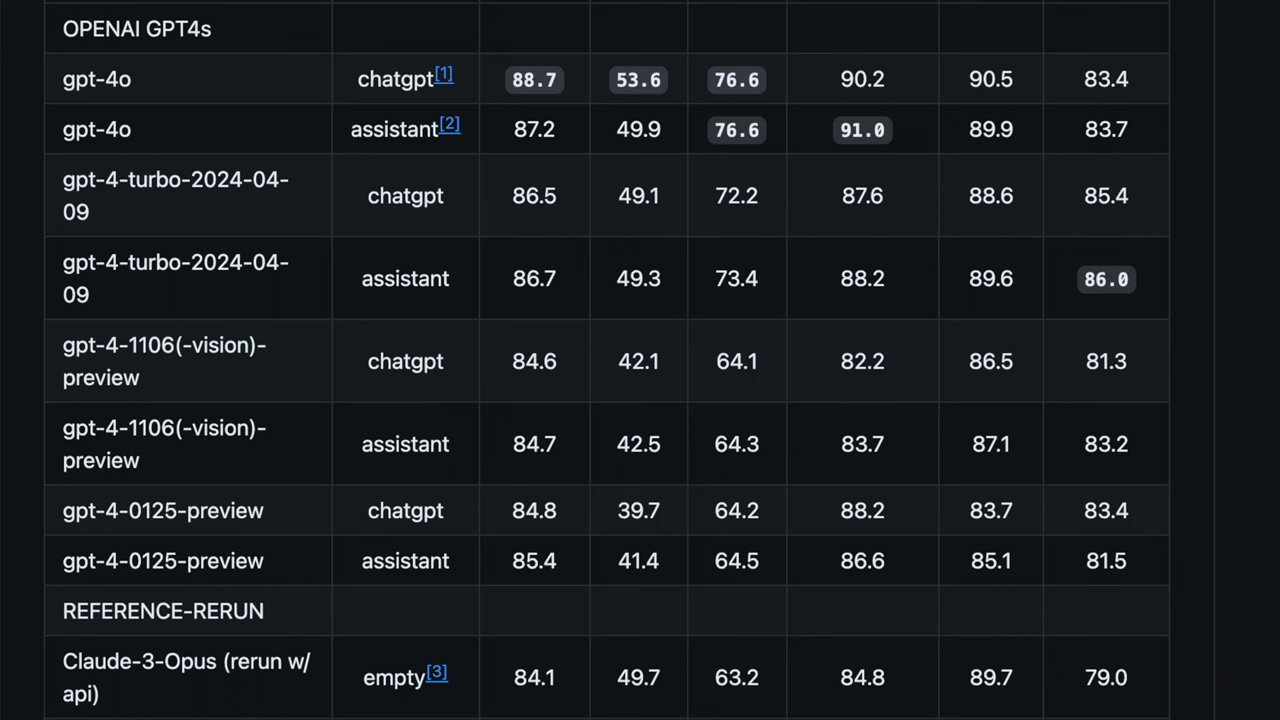 OPENAI GPT4s
gpt-4o chatgpt[1] 88.7 53.6 76.6 90.2 90.5 83.4
gpt-4o assistant[2] 87.2 49.9 76.6 91.0 89.9 83.7
gpt-4-turbo-2024-04-
09 chatgpt 86.5 49.1 72.2 87.6 88.6 85.4
gpt-4-turbo-2024-04-
09 assistant 86.7 49.3 73.4 88.2 89.6 86.0
gpt-4-1106(-vision)-
preview chatgpt 84.6 42.1 64.1 82.2 86.5 81.3
gpt-4-1106(-vision)-
preview assistant 84.7 42.5 64.3 83.7 87.1 83.2
gpt-4-0125-preview chatgpt 84.8 39.7 64.2 88.2 83.7 83.4
gpt-4-0125-preview assistant 85.4 41.4 64.5 86.6 85.1 81.5
REFERENCE-RERUN
Claude-3-Opus (rerun w/
api) empty[3] 84.1 49.7 63.2 84.8 89.7 79.0